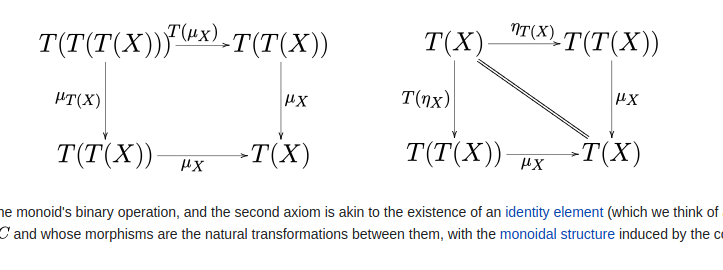 T(T(T(X))) T(μ_X) T(T(X)) T(X) η_{T(X)} T(T(X))
μ_{T(X)} μ_X T(η_X) μ_X
T(T(X)) μ_X T(X) T(T(X)) μ_X T(X)
monoid's binary operation, and the second axiom is akin to the existence of an identity element (which we think of
C and whose morphisms are the natural transformations between them, with the monoidal structure induced by the